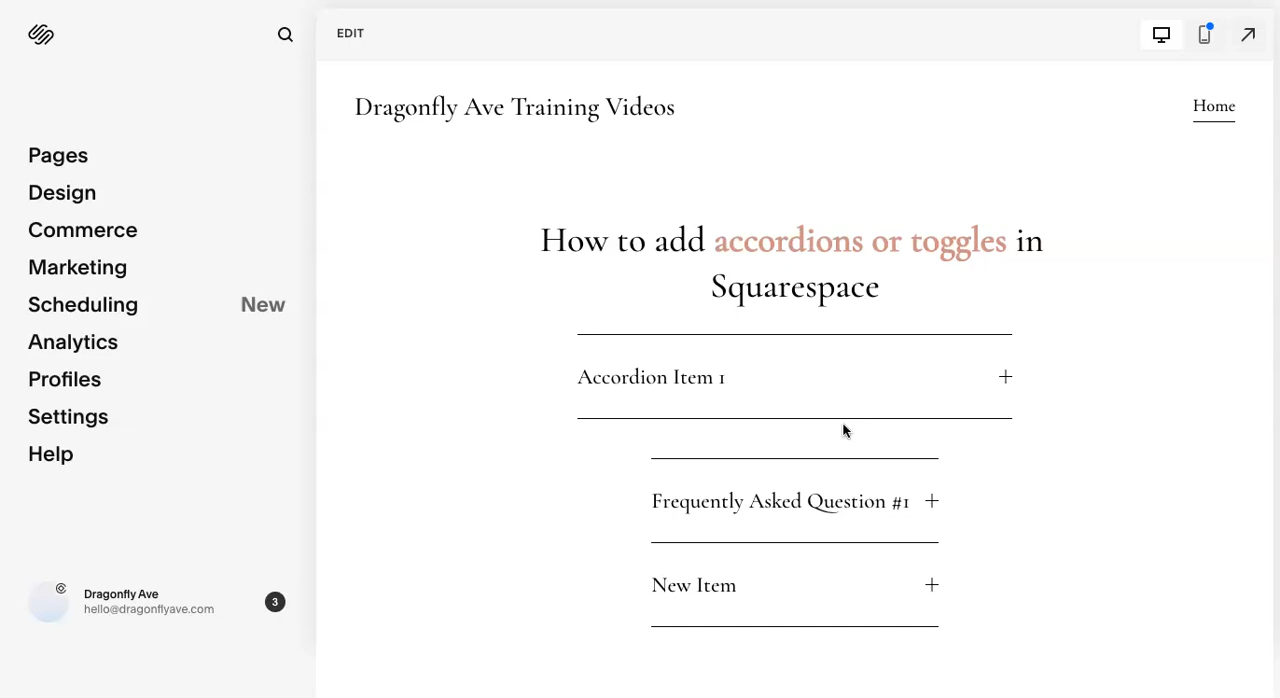 EDIT
Pages
Design
Commerce
Marketing
Scheduling New
Analytics
Profiles
Settings
Help
Dragonfly Ave
hello@dragonflyave.com
3
Dragonfly Ave Training Videos
Home
How to add accordions or toggles in
Squarespace
Accordion Item 1
Frequently Asked Question #1
New Item